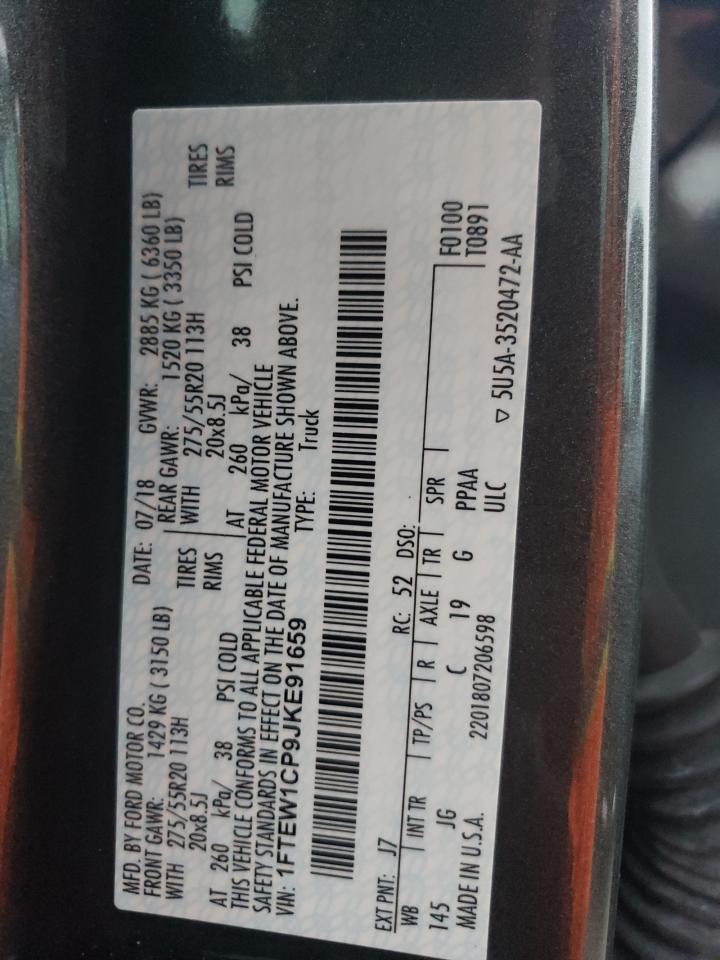 MFD. BY FORD MOTOR CO. DATE: 07/18 GVWR: 2885 KG ( 6360 LB)
FRONT GAWR: 1429 KG ( 3150 LB) REAR GAWR: 1520 KG ( 3350 LB)
WITH 275/55R20 113H TIRES WITH 275/55R20 113H TIRES
20x8.5J RIMS 20x8.5J RIMS
AT 260 kPa/ 38 PSI COLD AT 260 kPa/ 38 PSI COLD
THIS VEHICLE CONFORMS TO ALL APPLICABLE FEDERAL MOTOR VEHICLE
SAFETY STANDARDS IN EFFECT ON THE DATE OF MANUFACTURE SHOWN ABOVE.
VIN: 1FTEW1CP9JKE91659 TYPE: Truck
EXT PNT: J7 RC: 52 DSO:
WB INT TR TP/PS R AXLE TR SPR F0100
145 JG C 19 G PPAA T0891
MADE IN U.S.A. 2201807206598 ULC
▽ 5U5A-3520472-AA